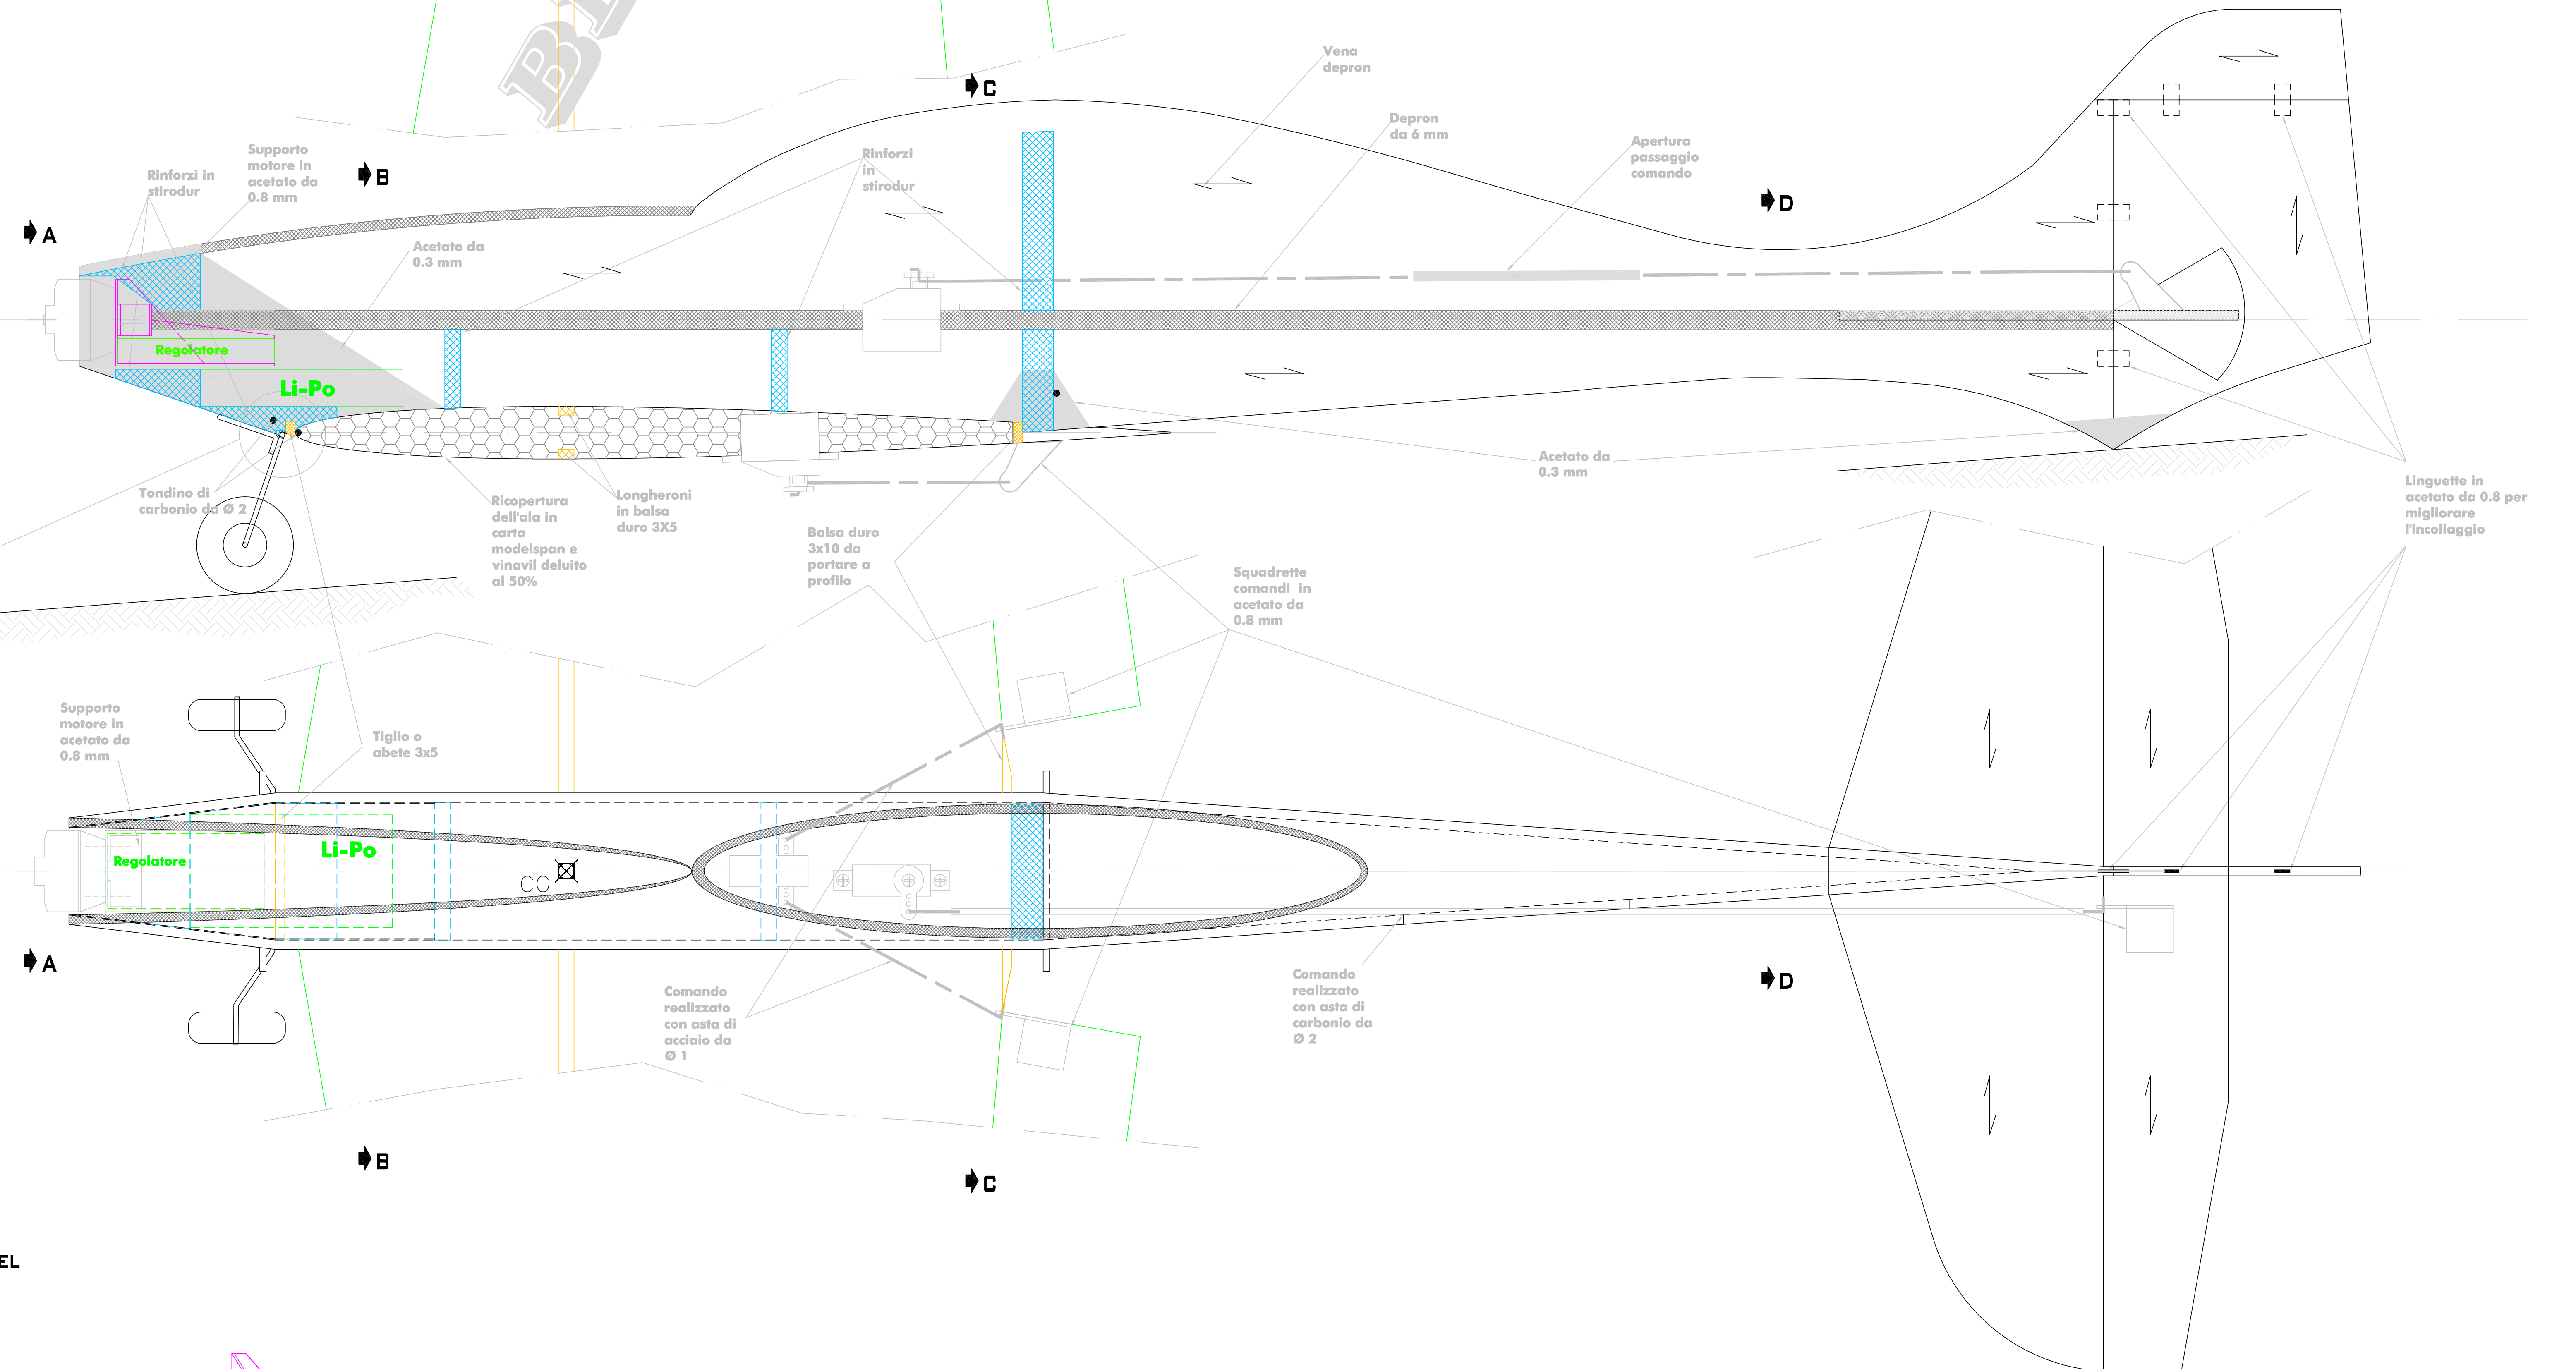 C
Vena
depron
Depron
da 6 mm
Apertura
passaggio
comando
Supporto
motore in
acetato da
0.8 mm
Rinforzi in
stirodur
B
Rinforzi
in
stirodur
D
A
Acetato da
0.3 mm
Regolatore
Li-Po
Tondino di
carbonio da Ø 2
Ricopertura
dell'ala in
carta
modelspan e
vinavil deluito
al 50%
Longheroni
in balsa
duro 3X5
Balsa duro
3x10 da
portare a
profilo
Acetato da
0.3 mm
Linguette in
acetato da 0.8 per
migliorare
l'incollaggio
Squadrette
comandi in
acetato da
0.8 mm
Supporto
motore in
acetato da
0.8 mm
Tiglio o
abete 3x5
Regolatore
Li-Po
CG
A
Comando
realizzato
con asta di
acciaio da
Ø 1
Comando
realizzato
con asta di
carbonio da
Ø 2
D
B
C
EL